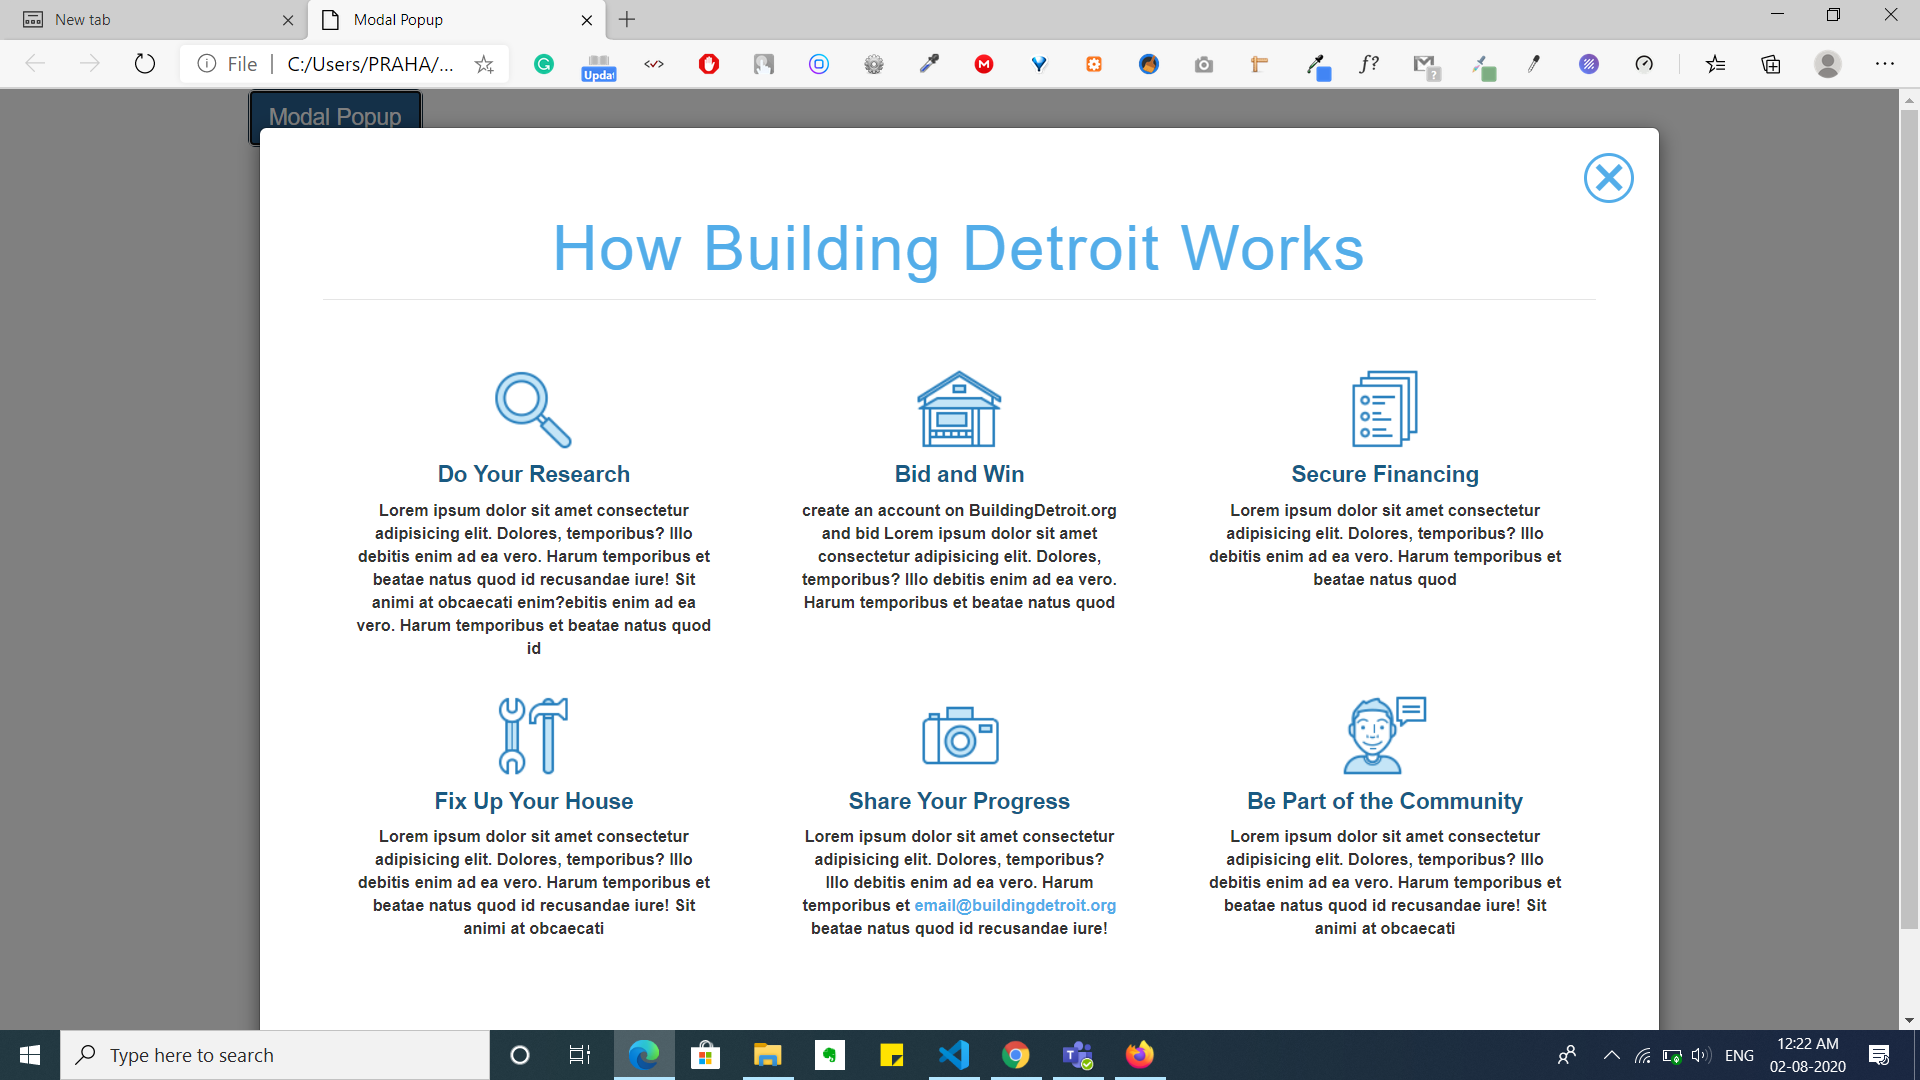 New tab
Modal Popup
File
C:/Users/PRAHA/...
Updat
f?
Modal Popup
How Building Detroit Works
Do Your Research
Lorem ipsum dolor sit amet consectetur
adipisicing elit. Dolores, temporibus? Illo
debitis enim ad ea vero. Harum temporibus et
beatae natus quod id recusandae iure! Sit
animi at obcaecati enim?ebitis enim ad ea
vero. Harum temporibus et beatae natus quod
id
Bid and Win
create an account on BuildingDetroit.org
and bid Lorem ipsum dolor sit amet
consectetur adipisicing elit. Dolores,
temporibus? Illo debitis enim ad ea vero.
Harum temporibus et beatae natus quod
Secure Financing
Lorem ipsum dolor sit amet consectetur
adipisicing elit. Dolores, temporibus? Illo
debitis enim ad ea vero. Harum temporibus et
beatae natus quod
Fix Up Your House
Lorem ipsum dolor sit amet consectetur
adipisicing elit. Dolores, temporibus? Illo
debitis enim ad ea vero. Harum temporibus et
beatae natus quod id recusandae iure! Sit
animi at obcaecati
Share Your Progress
Lorem ipsum dolor sit amet consectetur
adipisicing elit. Dolores, temporibus?
Illo debitis enim ad ea vero. Harum
temporibus et email@buildingdetroit.org
beatae natus quod id recusandae iure!
Be Part of the Community
Lorem ipsum dolor sit amet consectetur
adipisicing elit. Dolores, temporibus? Illo
debitis enim ad ea vero. Harum temporibus et
beatae natus quod id recusandae iure! Sit
animi at obcaecati
Type here to search
ENG
12:22 AM
02-08-2020